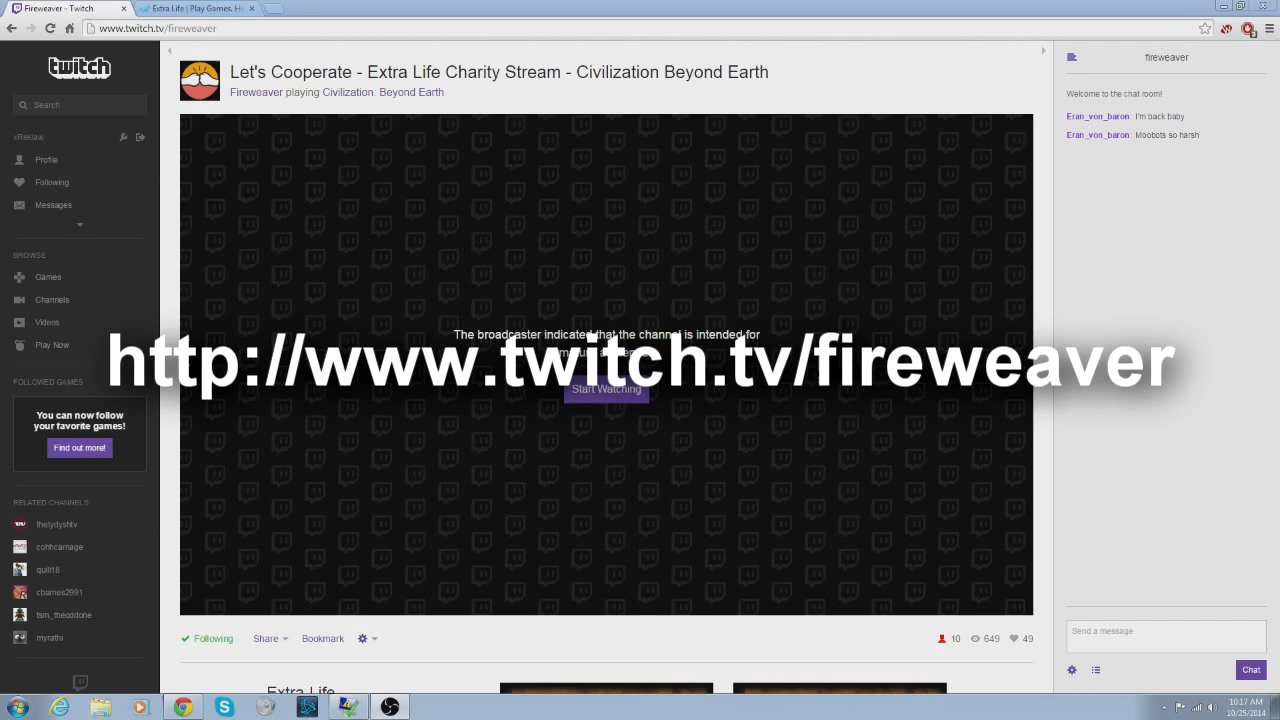 Fireweaver - Twitch
Extra Life | Play Games. He
www.twitch.tv/fireweaver
twitch
Search
xReklaw
Profile
Following
Messages
BROWSE
Games
Channels
Videos
Play Now
FOLLOWED GAMES
You can now follow
your favorite games!
Find out more!
RELATED CHANNELS
thetydyshtv
cohhcarnage
quill18
cbarnes2991
tsm_theoddone
myrathi
Let's Cooperate - Extra Life Charity Stream - Civilization Beyond Earth
Fireweaver playing Civilization: Beyond Earth
The broadcaster indicated that the channel is intended for
http://www.twitch.tv/fireweaver
Start Watching
Following
Share
Bookmark
10
649
49
Extra Life
fireweaver
Welcome to the chat room!
Eran_von_baron: I'm back baby
Eran_von_baron: Moobots so harsh
Send a message
Chat
10:17 AM
10/25/2014